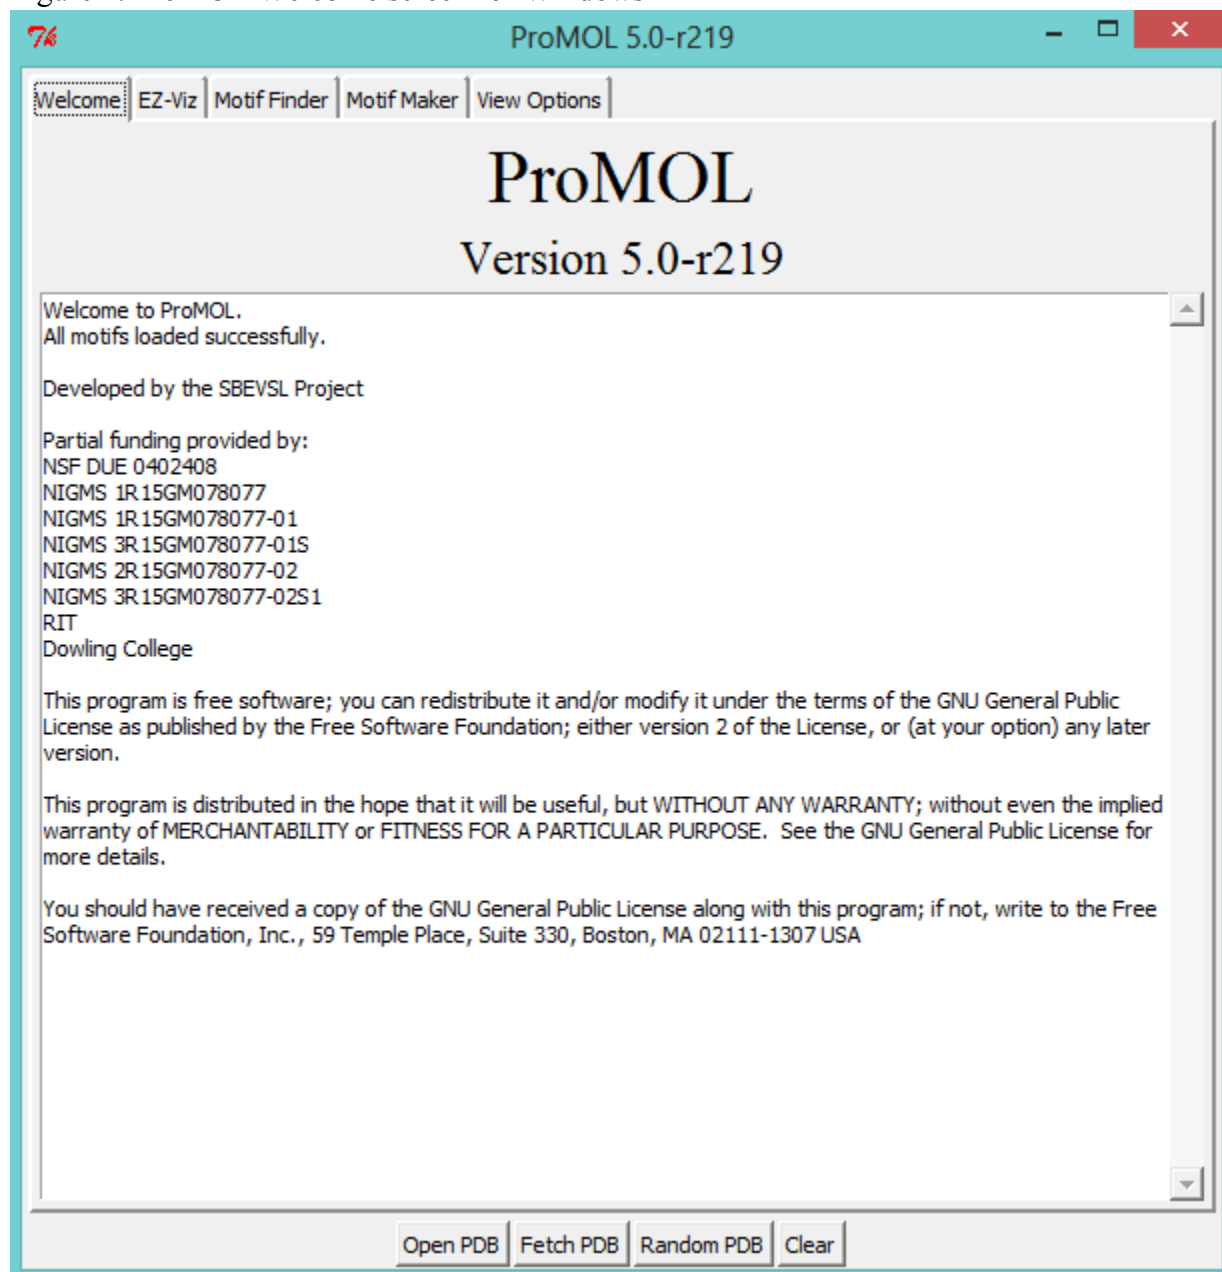 ProMOL 5.0-r219
Welcome EZ-Viz Motif Finder Motif Maker View Options
ProMOL
Version 5.0-r219
Welcome to ProMOL.
All motifs loaded successfully.
Developed by the SBEVSL Project
Partial funding provided by:
NSF DUE 0402408
NIGMS 1R15GM078077
NIGMS 1R15GM078077-01
NIGMS 3R15GM078077-01S
NIGMS 2R15GM078077-02
NIGMS 3R15GM078077-02S1
RIT
Dowling College
This program is free software; you can redistribute it and/or modify it under the terms of the GNU General Public
License as published by the Free Software Foundation; either version 2 of the License, or (at your option) any later
version.
This program is distributed in the hope that it will be useful, but WITHOUT ANY WARRANTY; without even the implied
warranty of MERCHANTABILITY or FITNESS FOR A PARTICULAR PURPOSE.  See the GNU General Public License for
more details.
You should have received a copy of the GNU General Public License along with this program; if not, write to the Free
Software Foundation, Inc., 59 Temple Place, Suite 330, Boston, MA 02111-1307 USA
Open PDB Fetch PDB Random PDB Clear